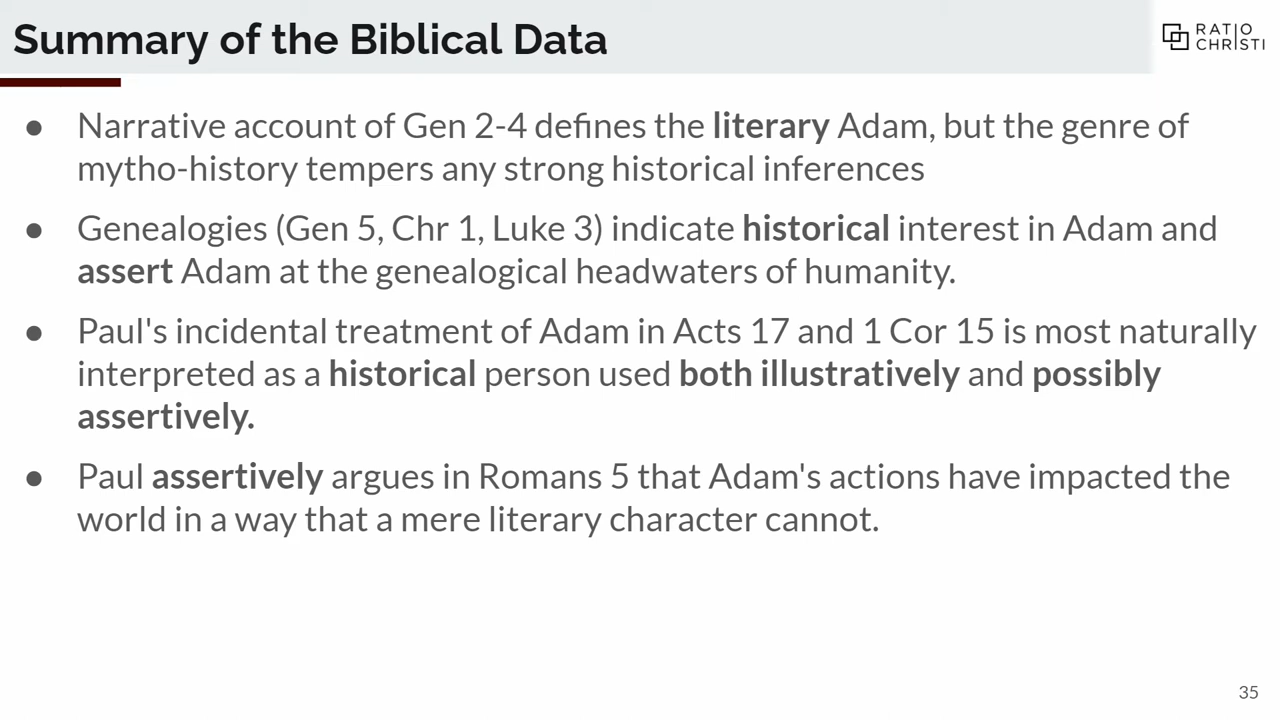 Summary of the Biblical Data
RATIO
CHRISTI
● Narrative account of Gen 2-4 defines the literary Adam, but the genre of
mytho-history tempers any strong historical inferences
● Genealogies (Gen 5, Chr 1, Luke 3) indicate historical interest in Adam and
assert Adam at the genealogical headwaters of humanity.
● Paul's incidental treatment of Adam in Acts 17 and 1 Cor 15 is most naturally
interpreted as a historical person used both illustratively and possibly
assertively.
● Paul assertively argues in Romans 5 that Adam's actions have impacted the
world in a way that a mere literary character cannot.
35